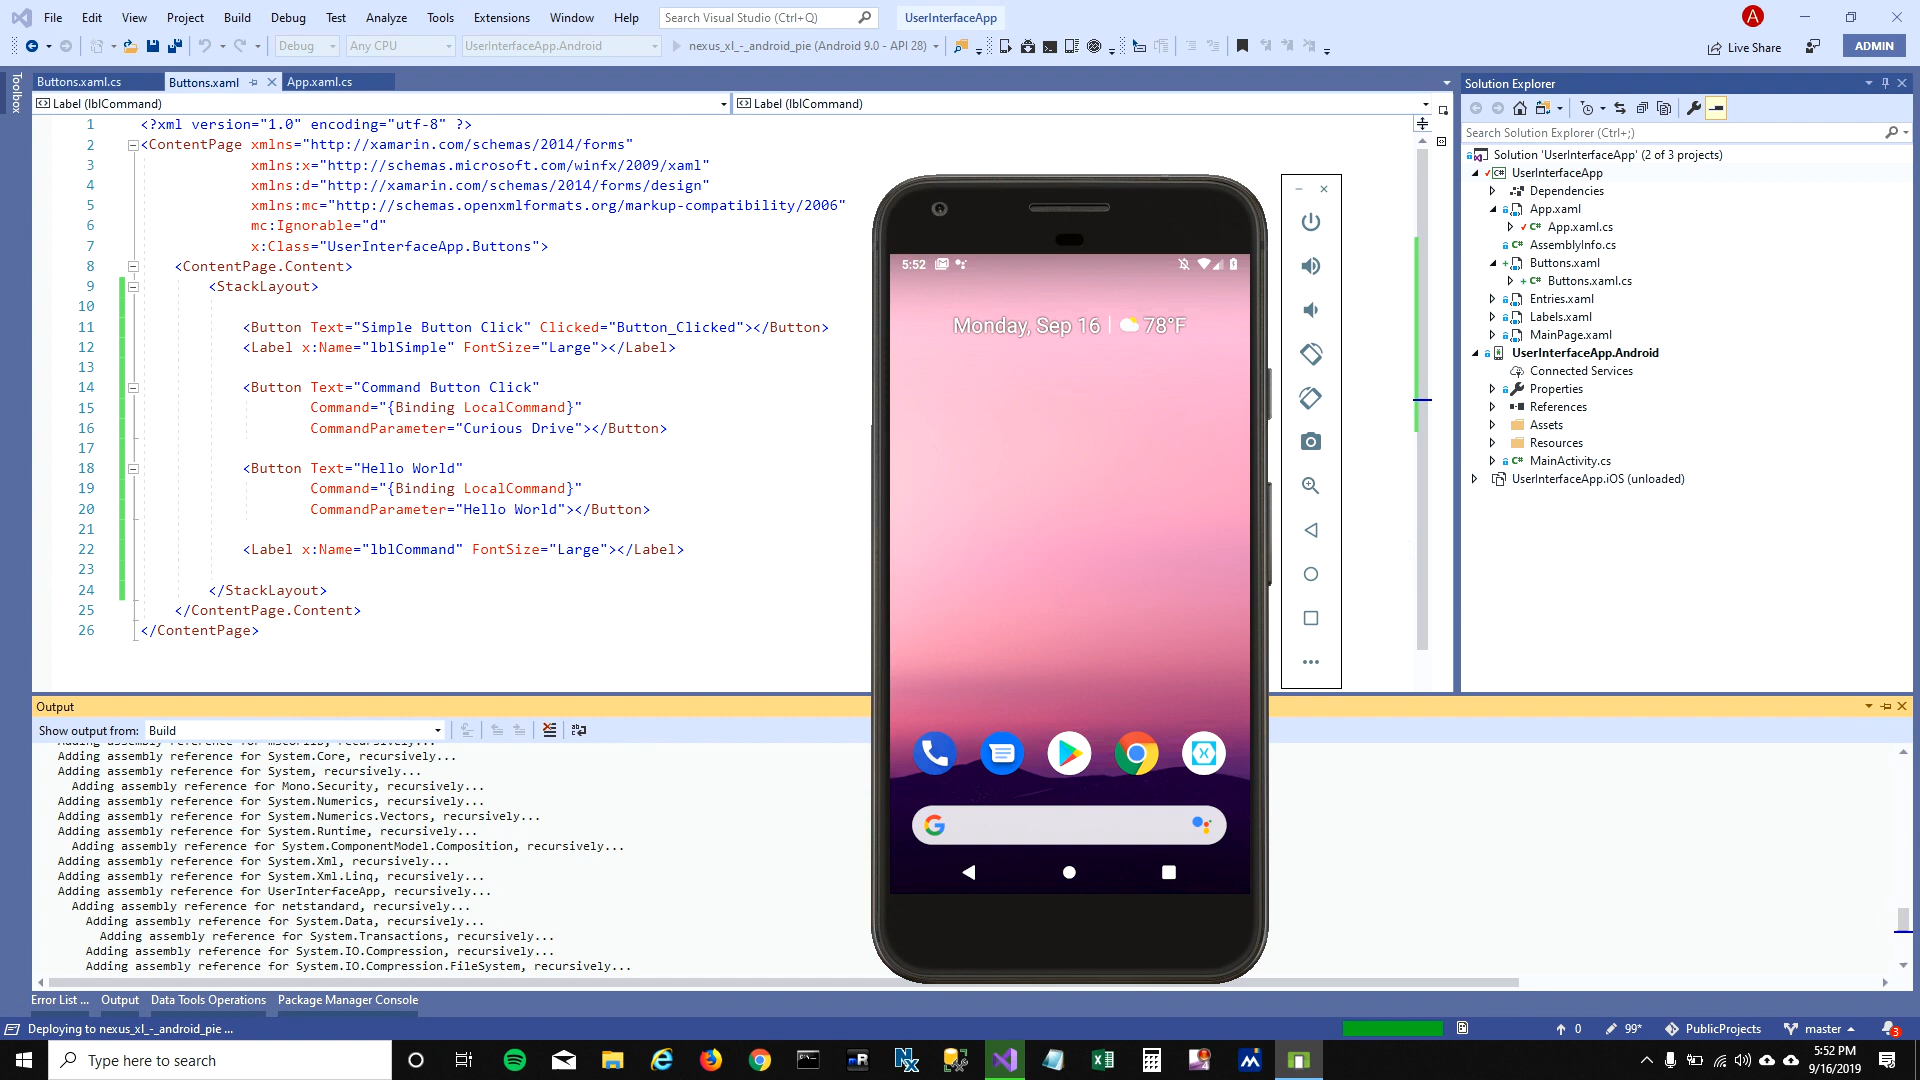 File Edit View Project Build Debug Test Analyze Tools Extensions Window Help Search Visual Studio (Ctrl+Q) UserInterfaceApp A
Debug Any CPU UserInterfaceApp.Android nexus_xl_-_android_pie (Android 9.0 - API 28) Live Share ADMIN
Toolbox
Buttons.xaml.cs Buttons.xaml App.xaml.cs
Label (lblCommand) Label (lblCommand)
1 <?xml version="1.0" encoding="utf-8" ?>
2 <ContentPage xmlns="http://xamarin.com/schemas/2014/forms"
3 xmlns:x="http://schemas.microsoft.com/winfx/2009/xaml"
4 xmlns:d="http://xamarin.com/schemas/2014/forms/design"
5 xmlns:mc="http://schemas.openxmlformats.org/markup-compatibility/2006"
6 mc:Ignorable="d"
7 x:Class="UserInterfaceApp.Buttons">
8 <ContentPage.Content>
9 <StackLayout>
10
11 <Button Text="Simple Button Click" Clicked="Button_Clicked"></Button>
12 <Label x:Name="lblSimple" FontSize="Large"></Label>
13
14 <Button Text="Command Button Click"
15 Command="{Binding LocalCommand}"
16 CommandParameter="Curious Drive"></Button>
17
18 <Button Text="Hello World"
19 Command="{Binding LocalCommand}"
20 CommandParameter="Hello World"></Button>
21
22 <Label x:Name="lblCommand" FontSize="Large"></Label>
23
24 </StackLayout>
25 </ContentPage.Content>
26 </ContentPage>
5:52
Monday, Sep 16 78°F
Solution Explorer
Search Solution Explorer (Ctrl+;)
Solution 'UserInterfaceApp' (2 of 3 projects)
UserInterfaceApp
Dependencies
App.xaml
App.xaml.cs
AssemblyInfo.cs
Buttons.xaml
Buttons.xaml.cs
Entries.xaml
Labels.xaml
MainPage.xaml
UserInterfaceApp.Android
Connected Services
Properties
References
Assets
Resources
MainActivity.cs
UserInterfaceApp.iOS (unloaded)
Output
Show output from: Build
Adding assembly reference for mscorlib, recursively...
Adding assembly reference for System.Core, recursively...
Adding assembly reference for System, recursively...
Adding assembly reference for Mono.Security, recursively...
Adding assembly reference for System.Numerics, recursively...
Adding assembly reference for System.Numerics.Vectors, recursively...
Adding assembly reference for System.Runtime, recursively...
Adding assembly reference for System.ComponentModel.Composition, recursively...
Adding assembly reference for System.Xml, recursively...
Adding assembly reference for System.Xml.Linq, recursively...
Adding assembly reference for UserInterfaceApp, recursively...
Adding assembly reference for netstandard, recursively...
Adding assembly reference for System.Data, recursively...
Adding assembly reference for System.Transactions, recursively...
Adding assembly reference for System.IO.Compression, recursively...
Adding assembly reference for System.IO.Compression.FileSystem, recursively...
Error List ... Output Data Tools Operations Package Manager Console
Deploying to nexus_xl_-_android_pie ... 0 99* PublicProjects master 3
Type here to search 5:52 PM
9/16/2019